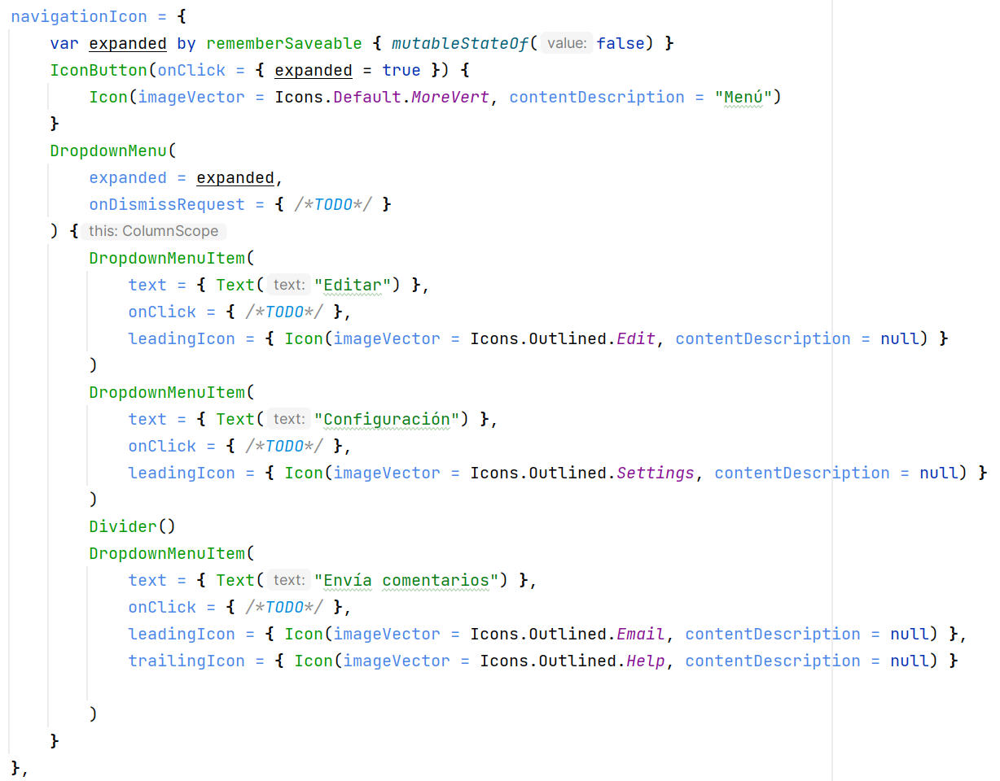 navigationIcon = {
    var expanded by rememberSaveable { mutableStateOf( value: false) }
    IconButton(onClick = { expanded = true }) {
        Icon(imageVector = Icons.Default.MoreVert, contentDescription = "Menú")
    }
    DropdownMenu(
        expanded = expanded,
        onDismissRequest = { /*TODO*/ }
    ) { this: ColumnScope
        DropdownMenuItem(
            text = { Text( text: "Editar") },
            onClick = { /*TODO*/ },
            leadingIcon = { Icon(imageVector = Icons.Outlined.Edit, contentDescription = null) }
        )
        DropdownMenuItem(
            text = { Text( text: "Configuración") },
            onClick = { /*TODO*/ },
            leadingIcon = { Icon(imageVector = Icons.Outlined.Settings, contentDescription = null) }
        )
        Divider()
        DropdownMenuItem(
            text = { Text( text: "Envía comentarios") },
            onClick = { /*TODO*/ },
            leadingIcon = { Icon(imageVector = Icons.Outlined.Email, contentDescription = null) },
            trailingIcon = { Icon(imageVector = Icons.Outlined.Help, contentDescription = null) }
        )
    }
},